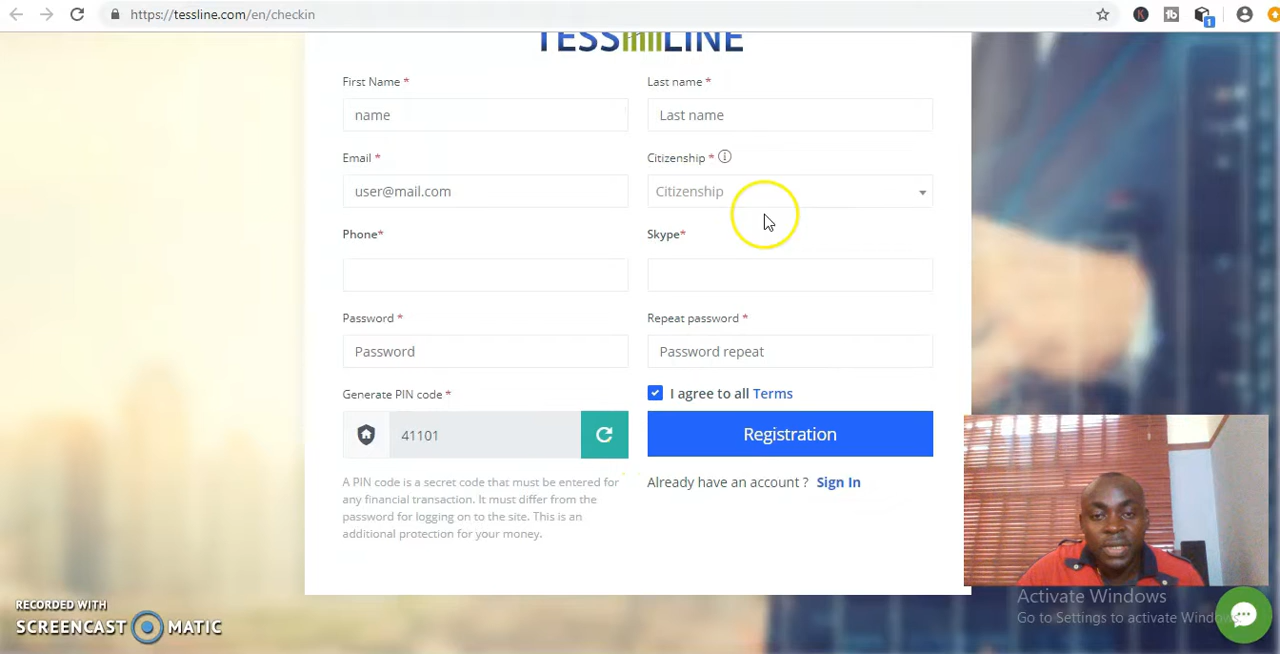 https://tessline.com/en/checkin
1
TESSLINE
First Name *
Last name *
name
Last name
Email *
Citizenship *
user@mail.com
Citizenship
Phone*
Skype*
Password *
Repeat password *
Password
Password repeat
Generate PIN code *
I agree to all Terms
41101
Registration
A PIN code is a secret code that must be entered for
any financial transaction. It must differ from the
password for logging on to the site. This is an
additional protection for your money.
Already have an account ? Sign In
RECORDED WITH
SCREENCAST MATIC
Activate Windows
Go to Settings to activate Windows.